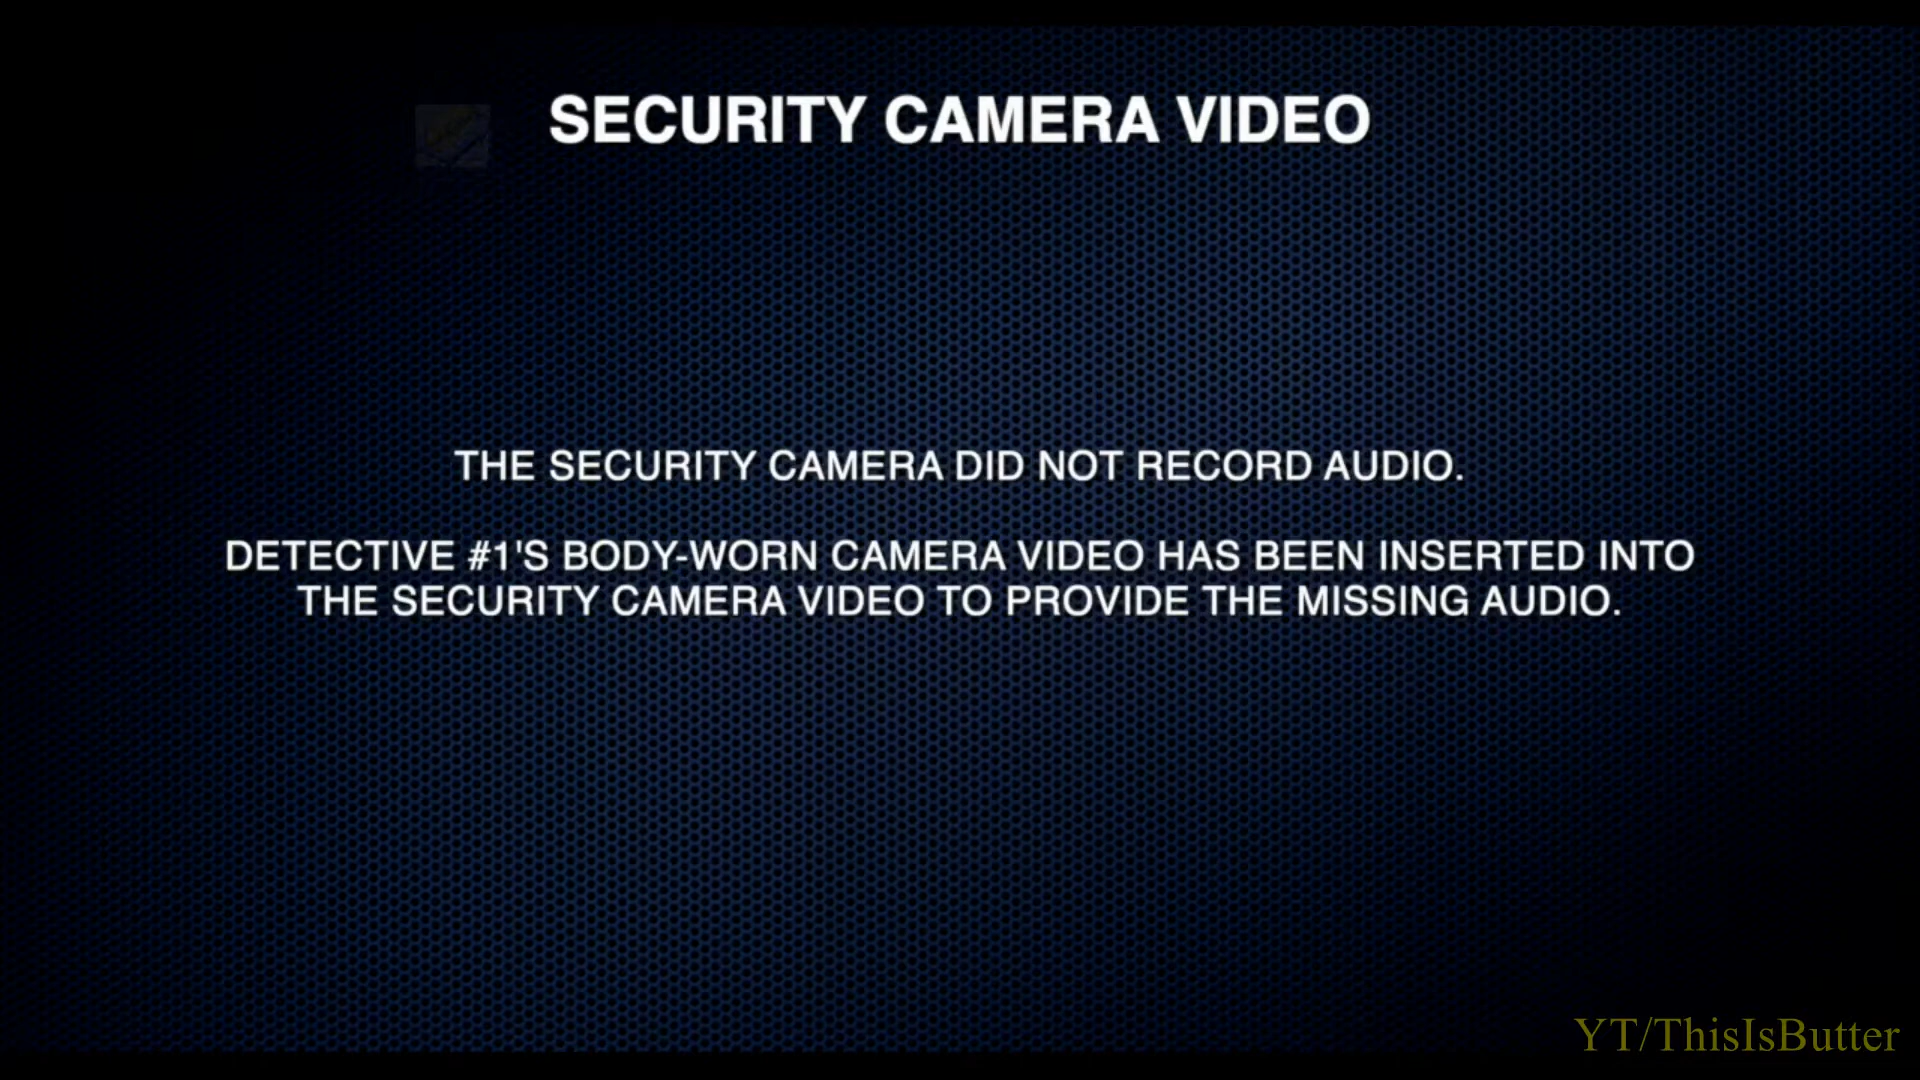 SECURITY CAMERA VIDEO
THE SECURITY CAMERA DID NOT RECORD AUDIO.
DETECTIVE #1'S BODY-WORN CAMERA VIDEO HAS BEEN INSERTED INTO
THE SECURITY CAMERA VIDEO TO PROVIDE THE MISSING AUDIO.
YT/ThisIsButter